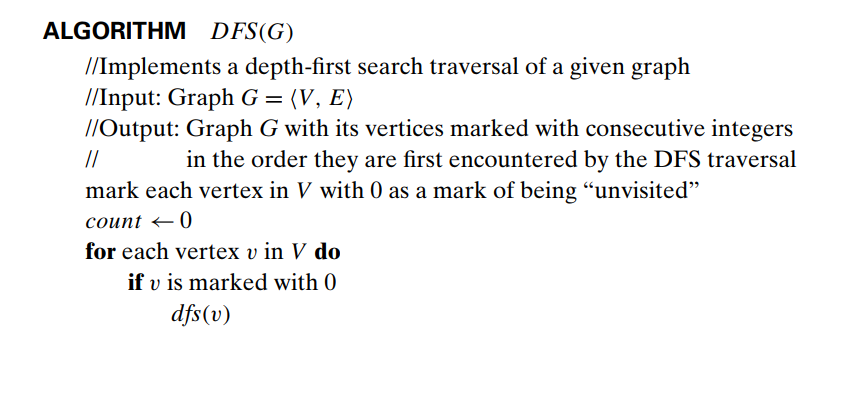 ALGORITHM DFS(G)
//Implements a depth-first search traversal of a given graph
//Input: Graph G = ⟨V, E⟩
//Output: Graph G with its vertices marked with consecutive integers
// in the order they are first encountered by the DFS traversal
mark each vertex in V with 0 as a mark of being “unvisited”
count ← 0
for each vertex v in V do
if v is marked with 0
dfs(v)